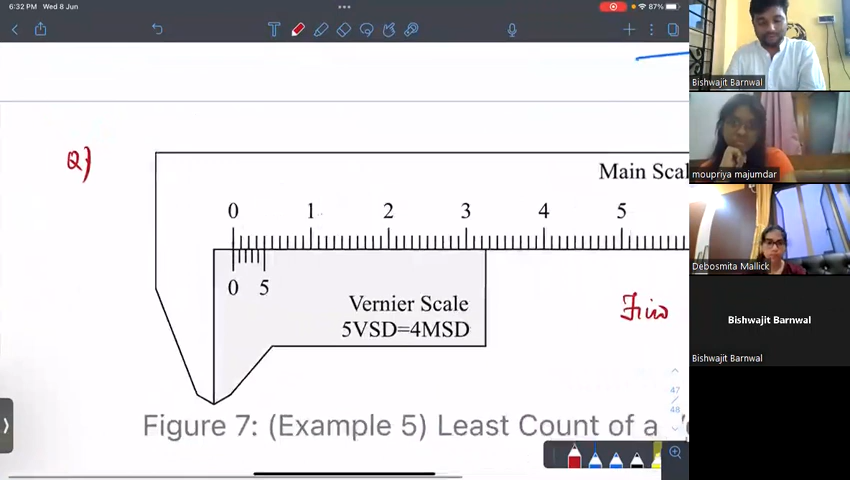 6:32 PM Wed 8 Jun
87%
Q)
Main Scal
0 1 2 3 4 5
0 5
Vernier Scale
5VSD=4MSD
Find
Figure 7: (Example 5) Least Count of a
47
/
48
Bishwajit Barnwal
moupriya majumdar
Debosmita Mallick
Bishwajit Barnwal
Bishwajit Barnwal